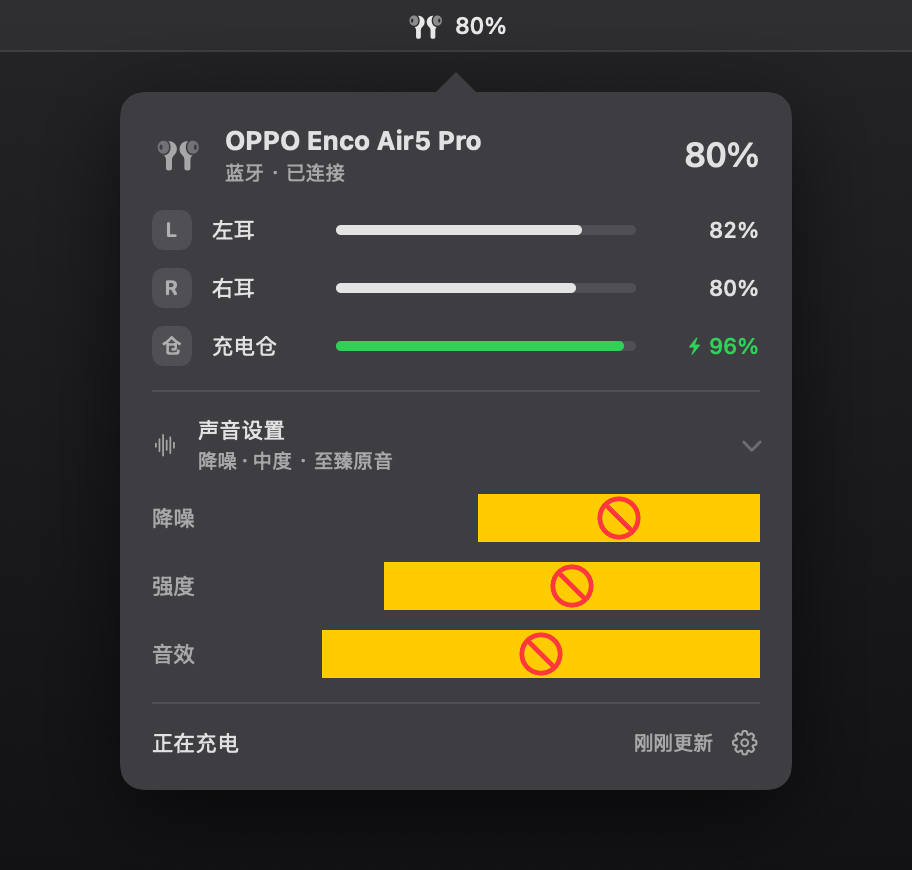 80%
OPPO Enco Air5 Pro
80%
蓝牙 · 已连接
L 左耳 82%
R 右耳 80%
仓 充电仓 96%
声音设置
降噪 · 中度 · 至臻原音
降噪
强度
音效
正在充电 刚刚更新